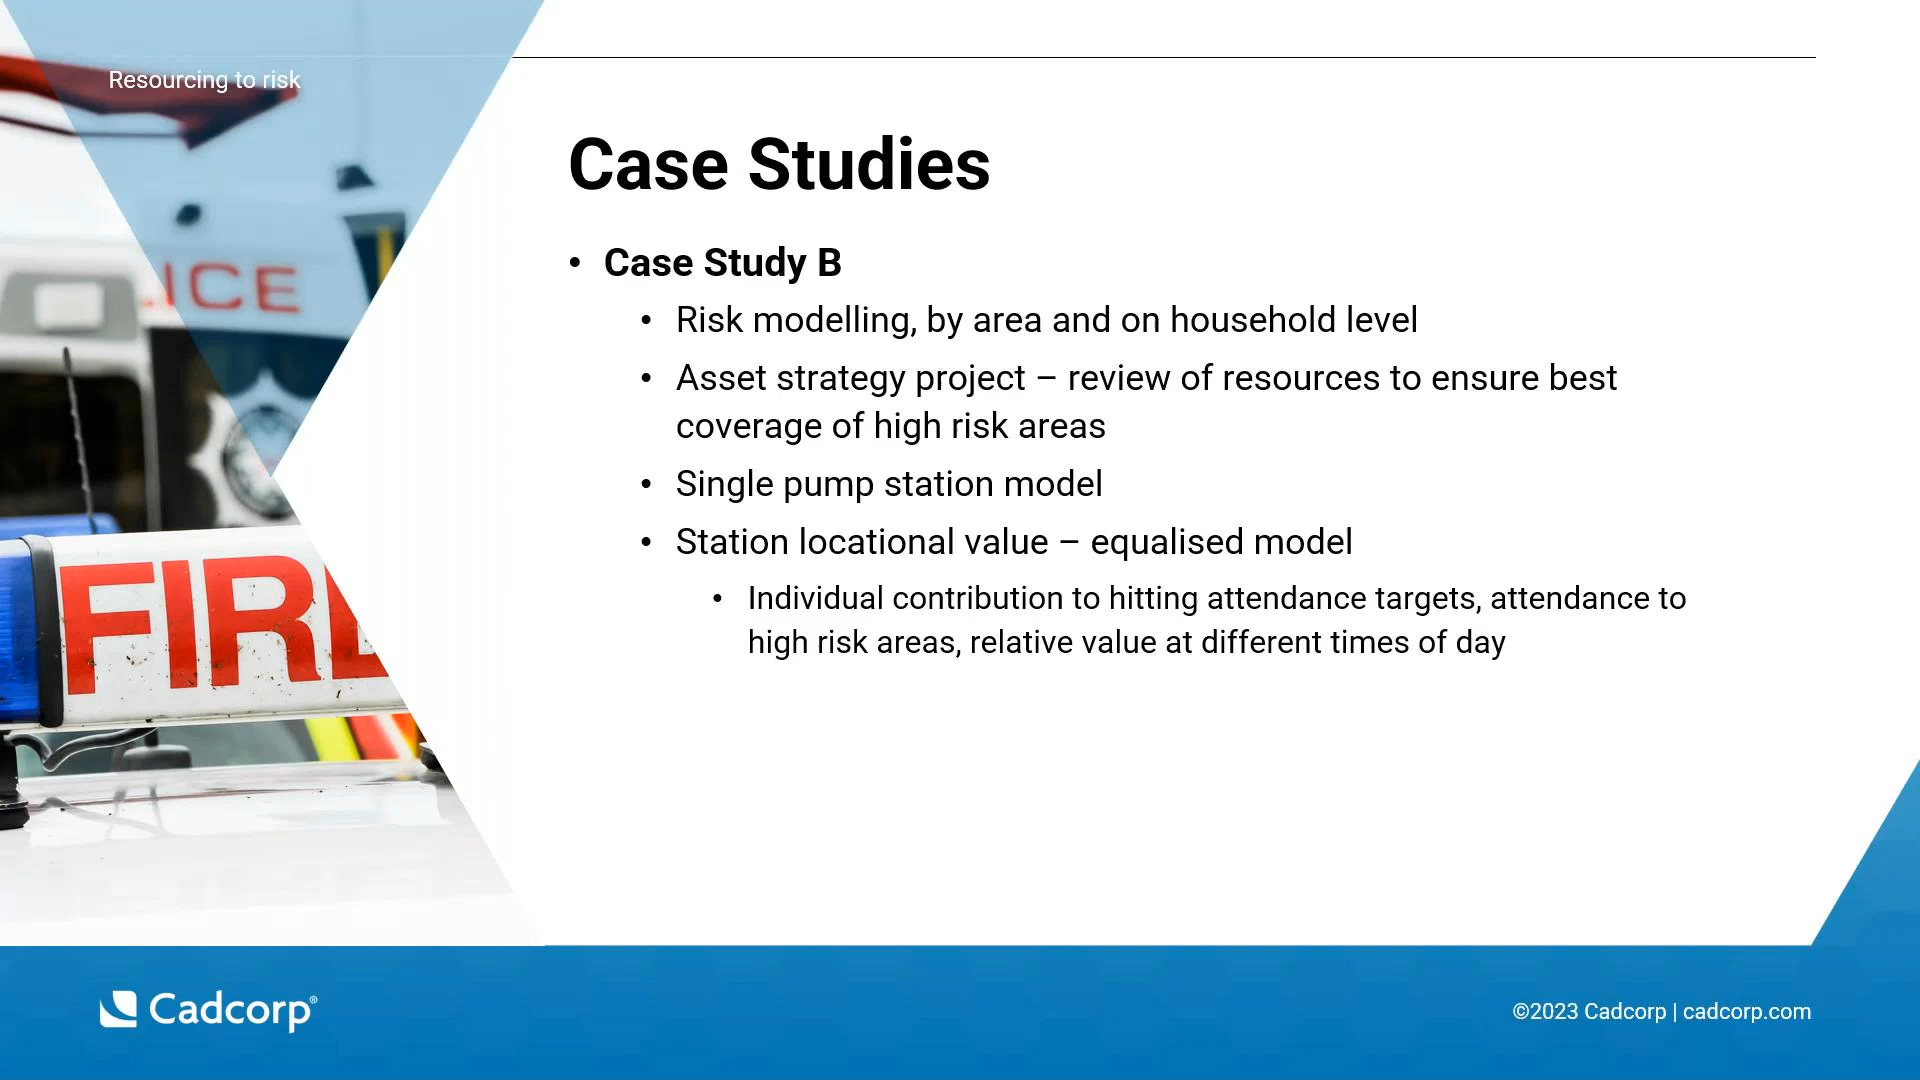 Resourcing to risk
Case Studies
• Case Study B
• Risk modelling, by area and on household level
• Asset strategy project – review of resources to ensure best
coverage of high risk areas
• Single pump station model
• Station locational value – equalised model
• Individual contribution to hitting attendance targets, attendance to
high risk areas, relative value at different times of day
LICE
FIRE
Cadcorp®
©2023 Cadcorp | cadcorp.com